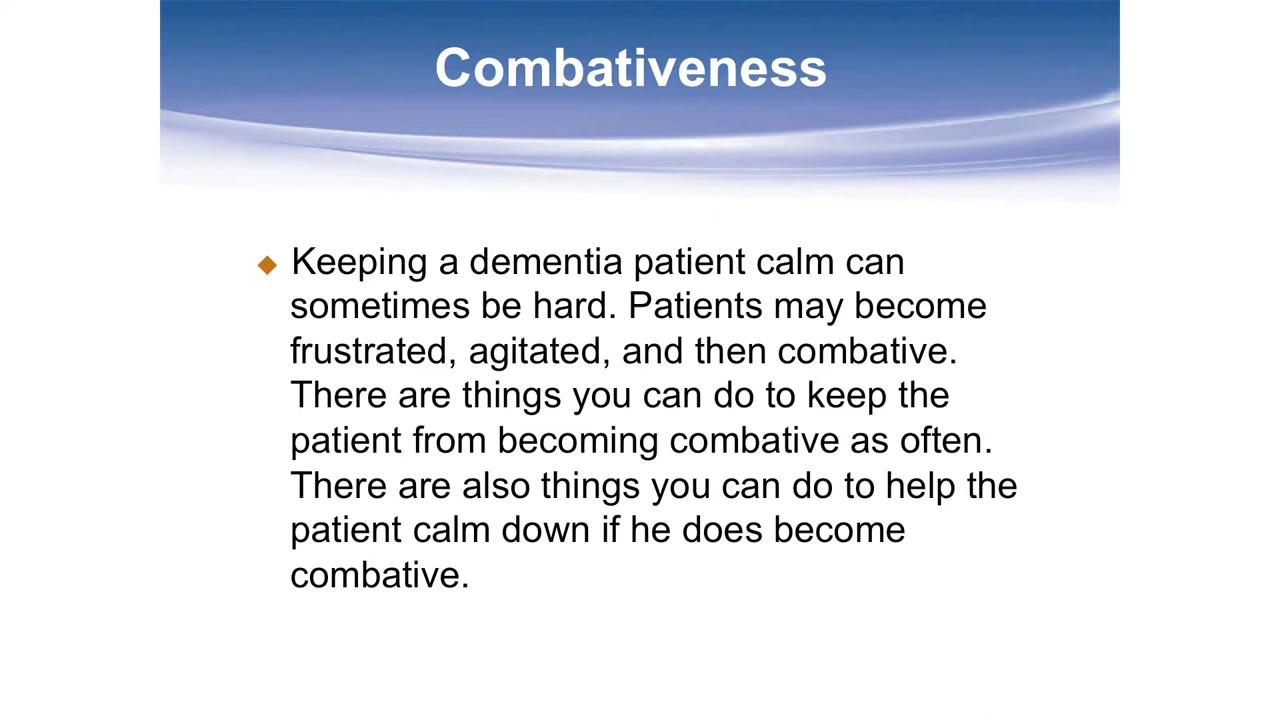 Combativeness
Keeping a dementia patient calm can
sometimes be hard. Patients may become
frustrated, agitated, and then combative.
There are things you can do to keep the
patient from becoming combative as often.
There are also things you can do to help the
patient calm down if he does become
combative.